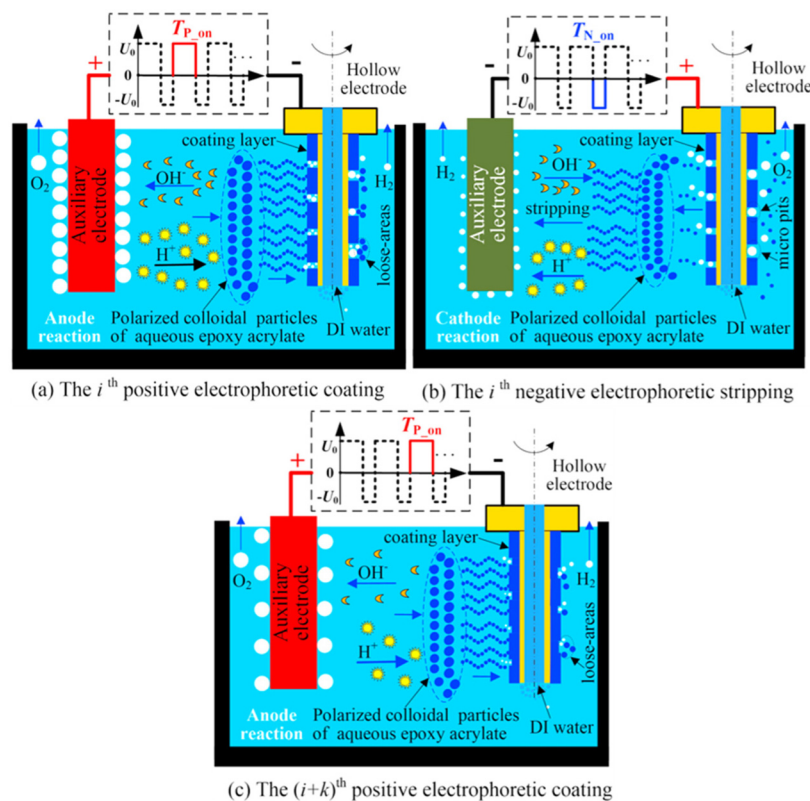 T_P_on
U₀
0
-U₀
...
+
-
Hollow
electrode
coating layer
O₂
OH⁻
H₂
Auxiliary
electrode
H⁺
loose-areas
DI water
Anode
reaction
Polarized colloidal particles
of aqueous epoxy acrylate
(a) The i th positive electrophoretic coating
T_N_on
U₀
0
-U₀
...
-
+
Hollow
electrode
coating layer
H₂
OH⁻
O₂
Auxiliary
electrode
stripping
H⁺
micro pits
DI water
Cathode
reaction
Polarized colloidal particles
of aqueous epoxy acrylate
(b) The i th negative electrophoretic stripping
T_P_on
U₀
0
-U₀
...
+
-
Hollow
electrode
coating layer
O₂
OH⁻
H₂
Auxiliary
electrode
H⁺
loose-areas
DI water
Anode
reaction
Polarized colloidal particles
of aqueous epoxy acrylate
(c) The (i+k)th positive electrophoretic coating